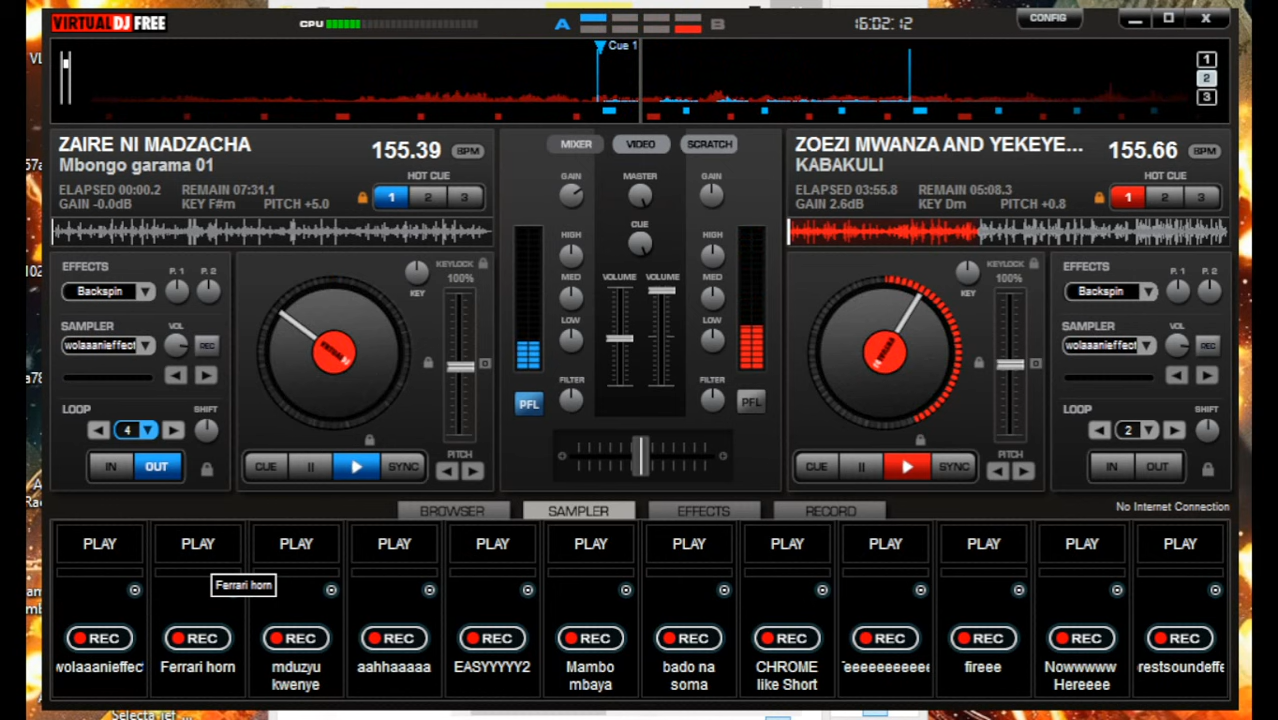 VIRTUAL DJ FREE
CPU
A
B
16:02:12
CONFIG
Cue 1
1
2
3
ZAIRE NI MADZACHA
Mbongo garama 01
155.39 BPM
ELAPSED 00:00.2 REMAIN 07:31.1
GAIN -0.0dB KEY F#m PITCH +5.0
HOT CUE
1 2 3
MIXER VIDEO SCRATCH
ZOEZI MWANZA AND YEKEYE...
KABAKULI
155.66 BPM
ELAPSED 03:55.8 REMAIN 05:08.3
GAIN 2.6dB KEY Dm PITCH +0.8
HOT CUE
1 2 3
EFFECTS
P. 1 P. 2
Backspin
SAMPLER
VOL
wolaaanieffect
REC
LOOP
SHIFT
4
IN OUT
KEY
KEYLOCK
100%
CUE
SYNC
PITCH
GAIN MASTER GAIN
CUE
HIGH HIGH
MED VOLUME VOLUME MED
LOW LOW
FILTER FILTER
PFL PFL
KEY
KEYLOCK
100%
CUE
SYNC
PITCH
EFFECTS
P. 1 P. 2
Backspin
SAMPLER
VOL
wolaaanieffect
REC
LOOP
SHIFT
2
IN OUT
BROWSER SAMPLER EFFECTS RECORD
No Internet Connection
PLAY PLAY PLAY PLAY PLAY PLAY PLAY PLAY PLAY PLAY PLAY PLAY
Ferrari horn
REC REC REC REC REC REC REC REC REC REC REC REC
wolaaanieffec
Ferrari horn
mduzyu
kwenye
aahhaaaaa
EASYYYYY2
Mambo
mbaya
bado na
soma
CHROME
like Short
eeeeeeeeeee
fireee
Nowwwww
Hereeee
restsoundeffe